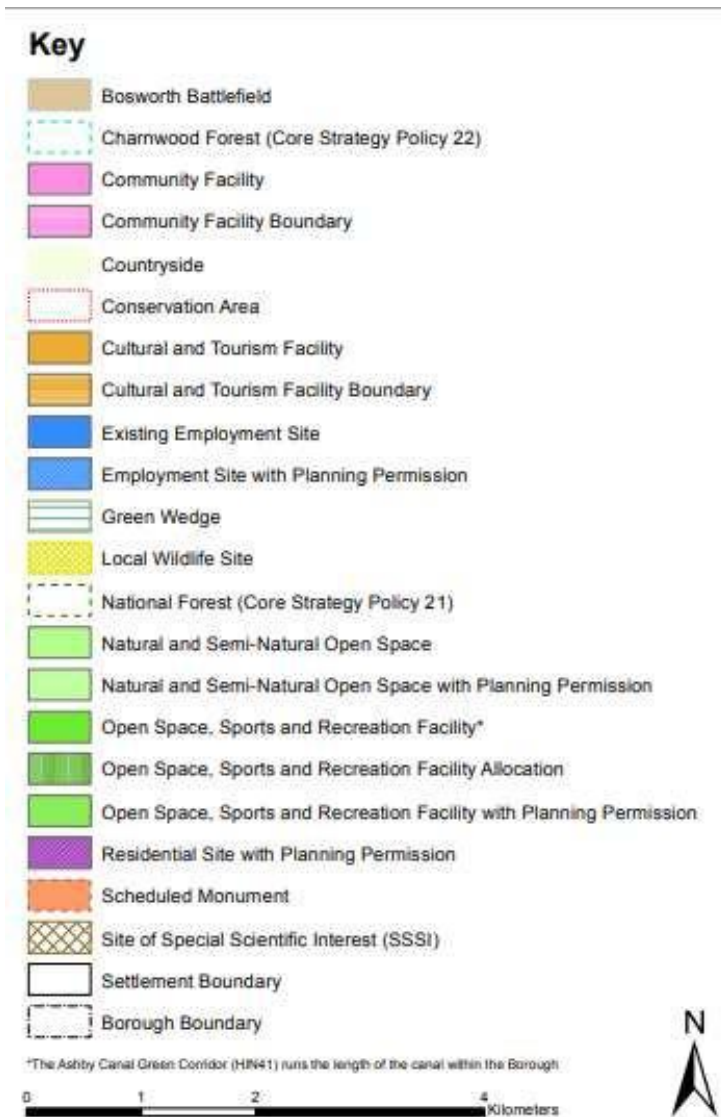 Key
Bosworth Battlefield
Charnwood Forest (Core Strategy Policy 22)
Community Facility
Community Facility Boundary
Countryside
Conservation Area
Cultural and Tourism Facility
Cultural and Tourism Facility Boundary
Existing Employment Site
Employment Site with Planning Permission
Green Wedge
Local Wildlife Site
National Forest (Core Strategy Policy 21)
Natural and Semi-Natural Open Space
Natural and Semi-Natural Open Space with Planning Permission
Open Space, Sports and Recreation Facility*
Open Space, Sports and Recreation Facility Allocation
Open Space, Sports and Recreation Facility with Planning Permission
Residential Site with Planning Permission
Scheduled Monument
Site of Special Scientific Interest (SSSI)
Settlement Boundary
Borough Boundary
N
*The Ashby Canal Green Corridor (HIN41) runs the length of the canal within the Borough
0 1 2 4
Kilometers